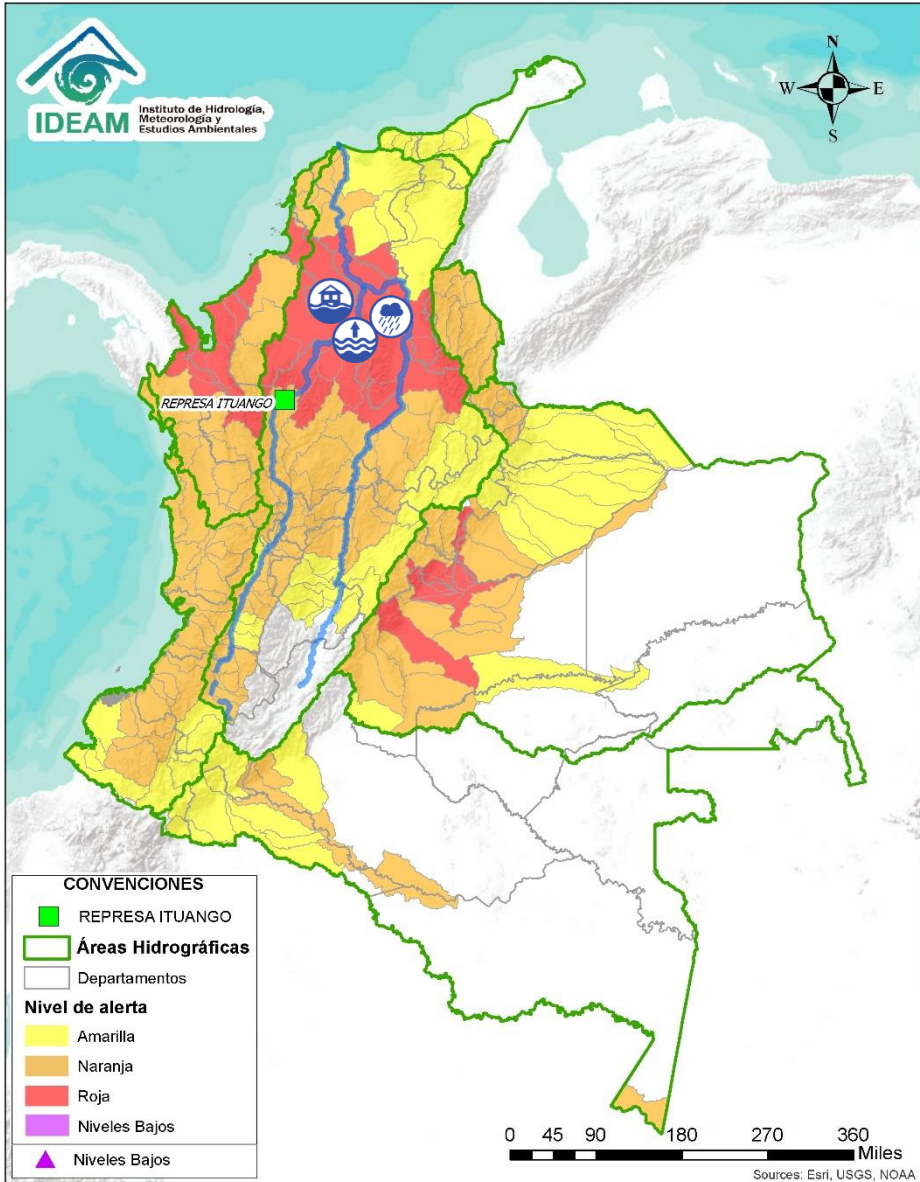 IDEAM
Instituto de Hidrología,
Meteorología y
Estudios Ambientales
N
W
E
S
REPRESA ITUANGO
CONVENCIONES
REPRESA ITUANGO
Áreas Hidrográficas
Departamentos
Nivel de alerta
Amarilla
Naranja
Roja
Niveles Bajos
Niveles Bajos
0 45 90 180 270 360
Miles
Sources: Esri, USGS, NOAA